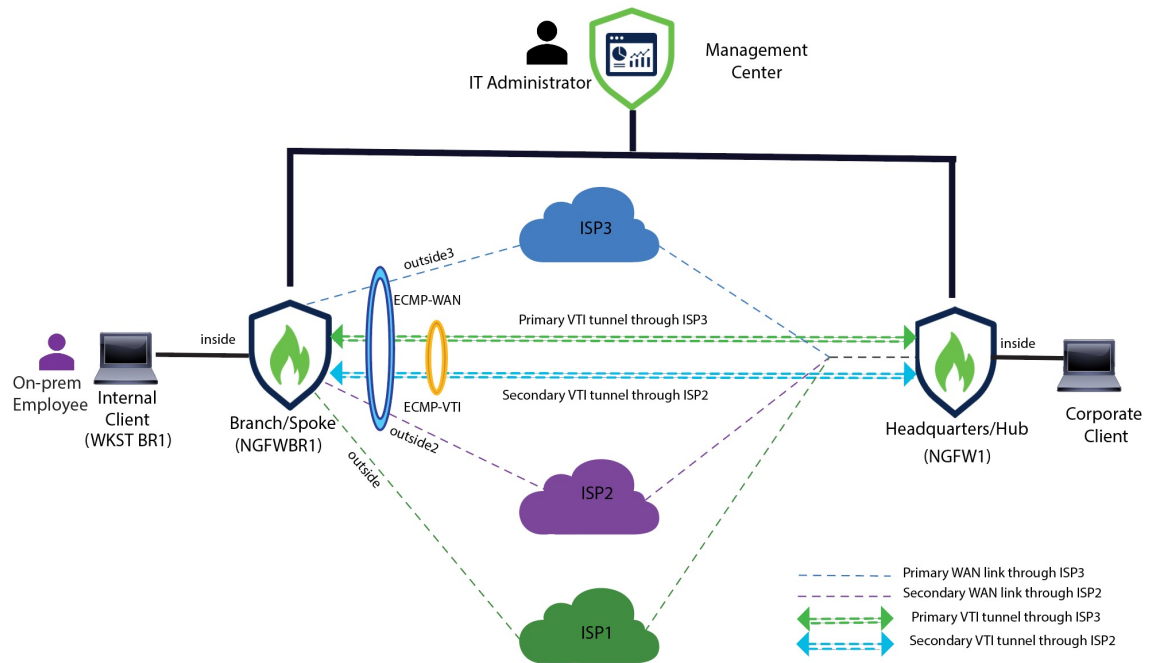 Management
Center
IT Administrator
ISP3
outside3
ECMP-WAN
Primary VTI tunnel through ISP3
inside
inside
On-prem
Employee
Internal
Client
(WKST BR1)
Branch/Spoke
(NGFWBR1)
ECMP-VTI
Secondary VTI tunnel through ISP2
Headquarters/Hub
(NGFW1)
Corporate
Client
outside2
outside
ISP2
ISP1
Primary WAN link through ISP3
Secondary WAN link through ISP2
Primary VTI tunnel through ISP3
Secondary VTI tunnel through ISP2